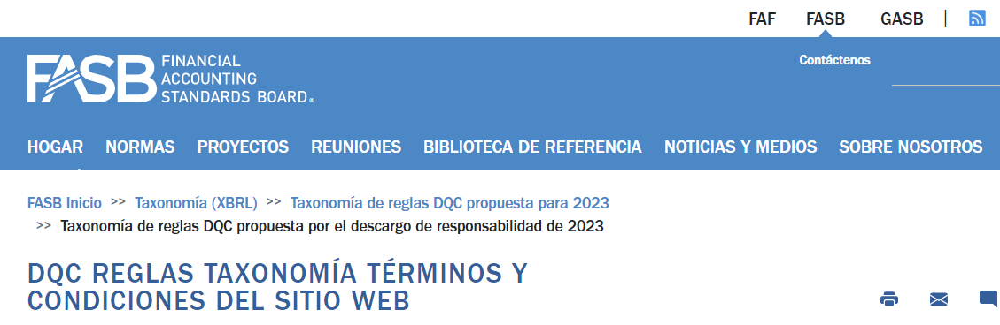 FAF FASB GASB |
Contáctenos
FASB FINANCIAL
ACCOUNTING
STANDARDS BOARD®
HOGAR NORMAS PROYECTOS REUNIONES BIBLIOTECA DE REFERENCIA NOTICIAS Y MEDIOS SOBRE NOSOTROS
FASB Inicio >> Taxonomía (XBRL) >> Taxonomía de reglas DQC propuesta para 2023
>> Taxonomía de reglas DQC propuesta por el descargo de responsabilidad de 2023
DQC REGLAS TAXONOMÍA TÉRMINOS Y
CONDICIONES DEL SITIO WEB